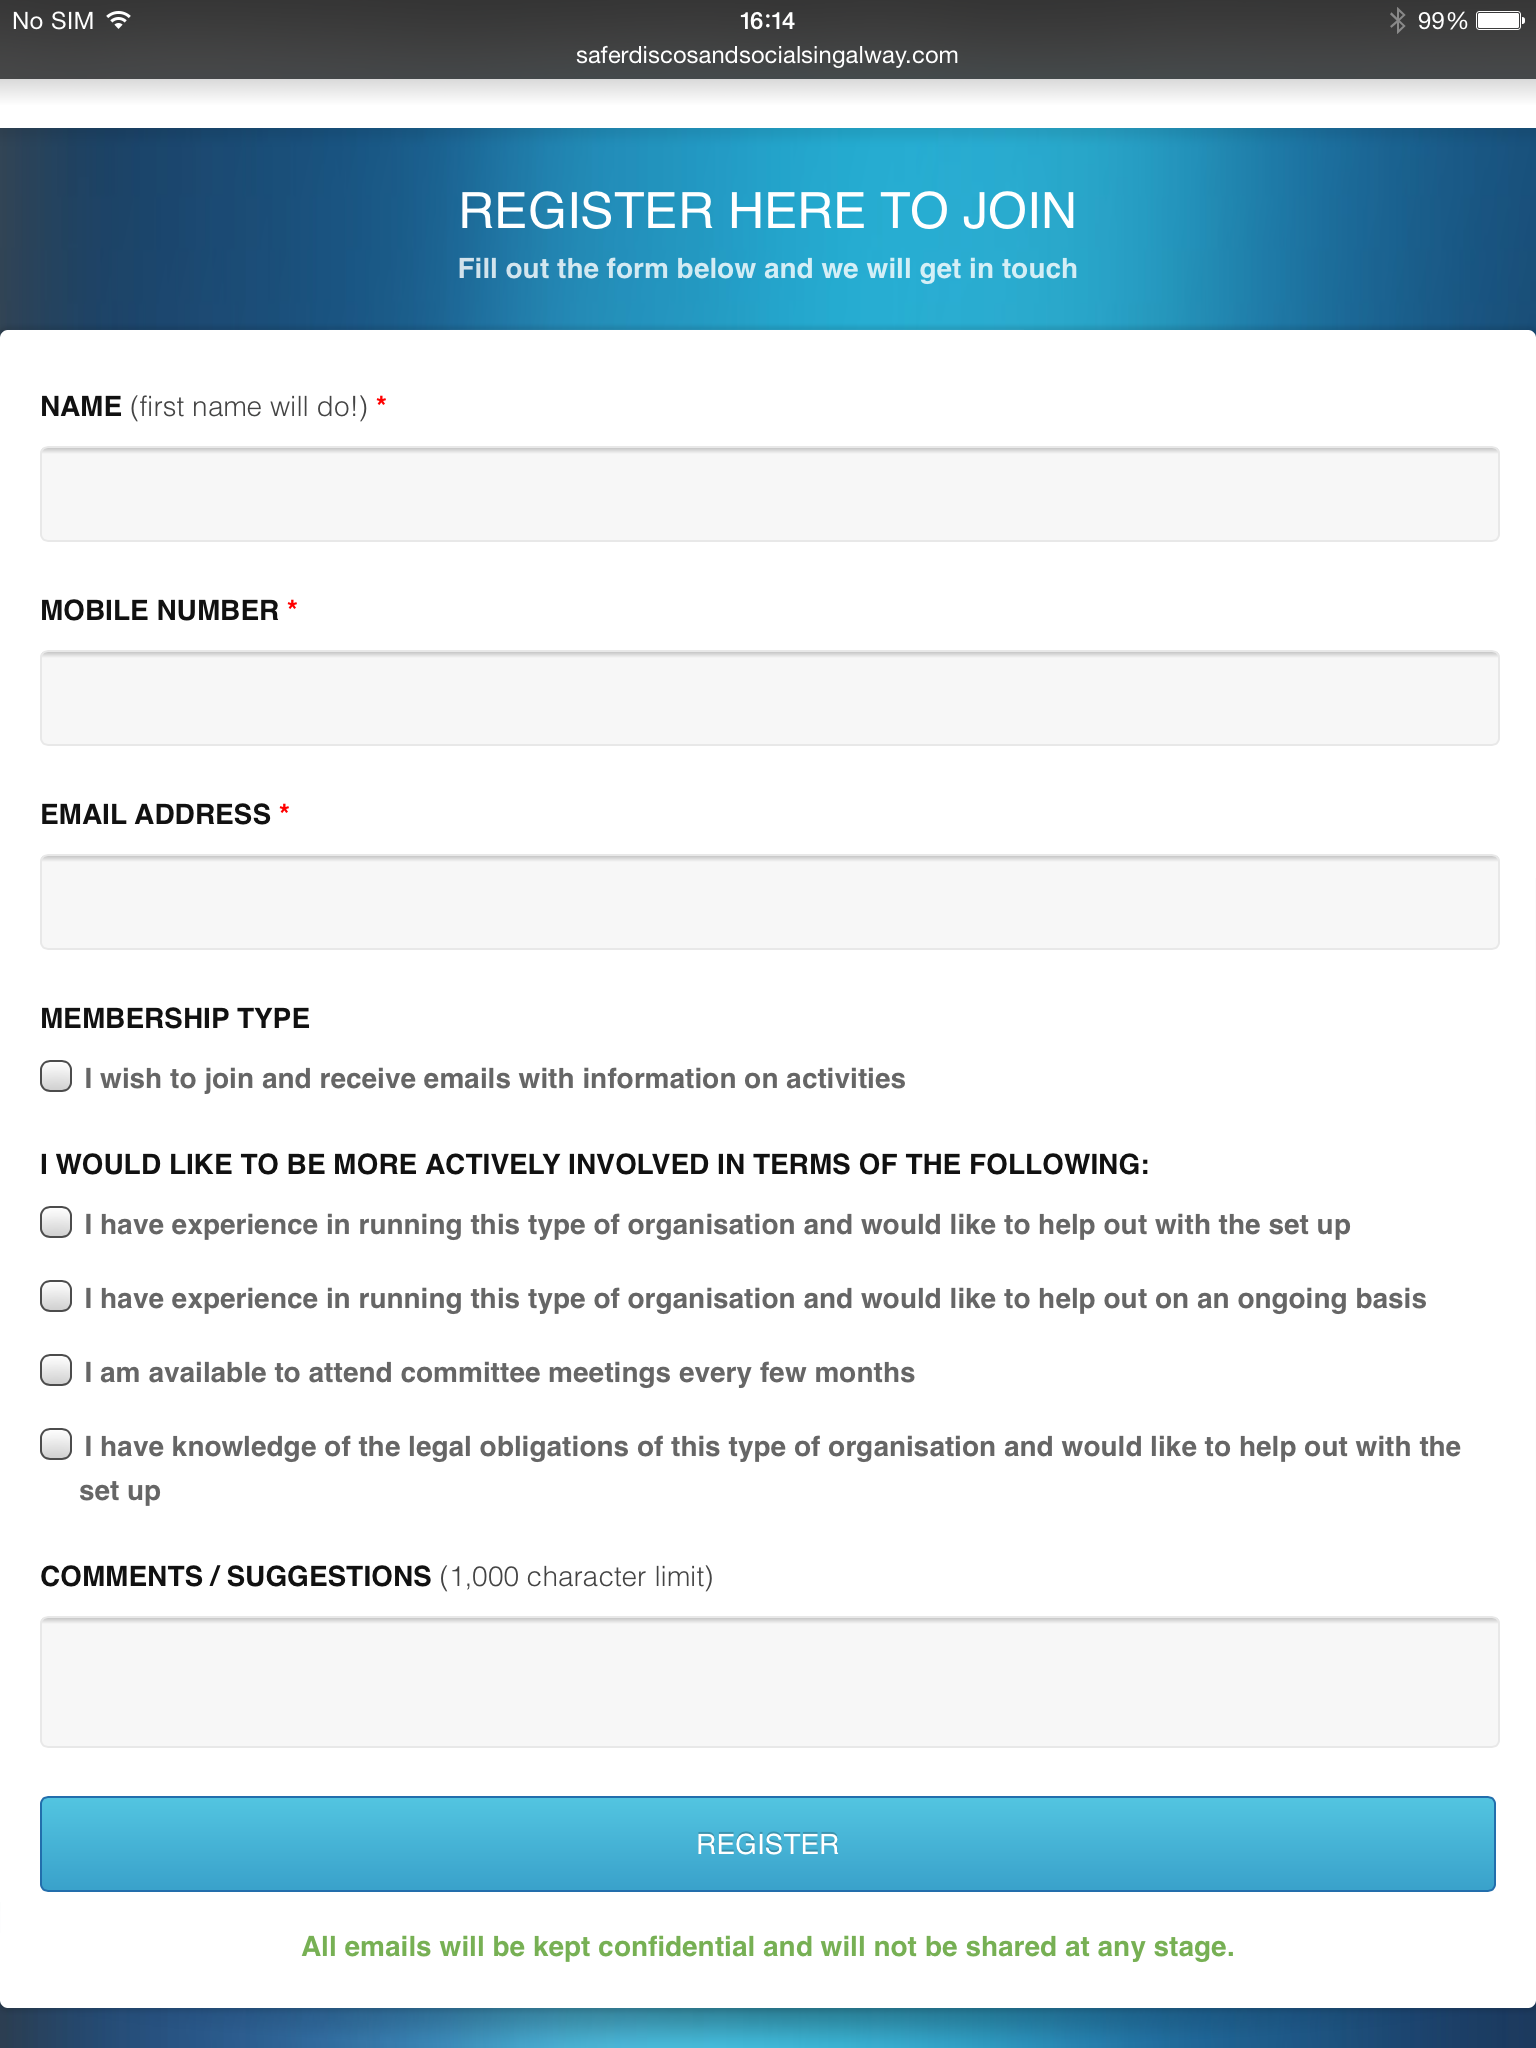 No SIM 16:14 99%
saferdiscosandsocialsingalway.com
REGISTER HERE TO JOIN
Fill out the form below and we will get in touch
NAME (first name will do!) *
MOBILE NUMBER *
EMAIL ADDRESS *
MEMBERSHIP TYPE
I wish to join and receive emails with information on activities
I WOULD LIKE TO BE MORE ACTIVELY INVOLVED IN TERMS OF THE FOLLOWING:
I have experience in running this type of organisation and would like to help out with the set up
I have experience in running this type of organisation and would like to help out on an ongoing basis
I am available to attend committee meetings every few months
I have knowledge of the legal obligations of this type of organisation and would like to help out with the
set up
COMMENTS / SUGGESTIONS (1,000 character limit)
REGISTER
All emails will be kept confidential and will not be shared at any stage.